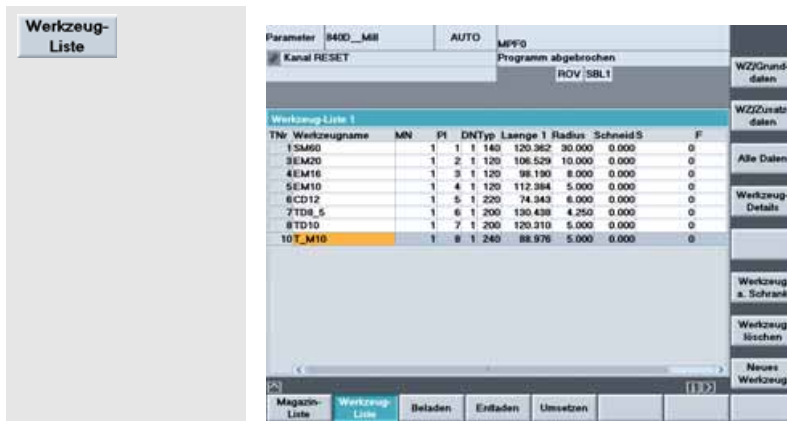 Werkzeug-
Liste
Parameter 840D__Mill AUTO MPF0
Kanal RESET Programm abgebrochen
ROV SBL1
Werkzeug-Liste 1
TNr Werkzeugname MN Pl DN Typ Laenge 1 Radius Schneid S F
1 SM60 1 1 1 140 120.362 30.000 0.000 0
3 EM20 1 2 1 120 106.529 10.000 0.000 0
4 EM16 1 3 1 120 98.190 8.000 0.000 0
5 EM10 1 4 1 120 112.384 5.000 0.000 0
6 CD12 1 5 1 220 74.343 6.000 0.000 0
7 TD8_5 1 6 1 200 130.438 4.250 0.000 0
8 TD10 1 7 1 200 120.310 5.000 0.000 0
10 T_M10 1 8 1 240 88.976 5.000 0.000 0
WZ/Grund-
daten
WZ/Zusatz
daten
Alle Daten
Werkzeug-
Details
Werkzeug
a. Schrank
Werkzeug
löschen
Neues
Werkzeug
Magazin-
Liste
Werkzeug-
Liste
Beladen
Entladen
Umsetzen